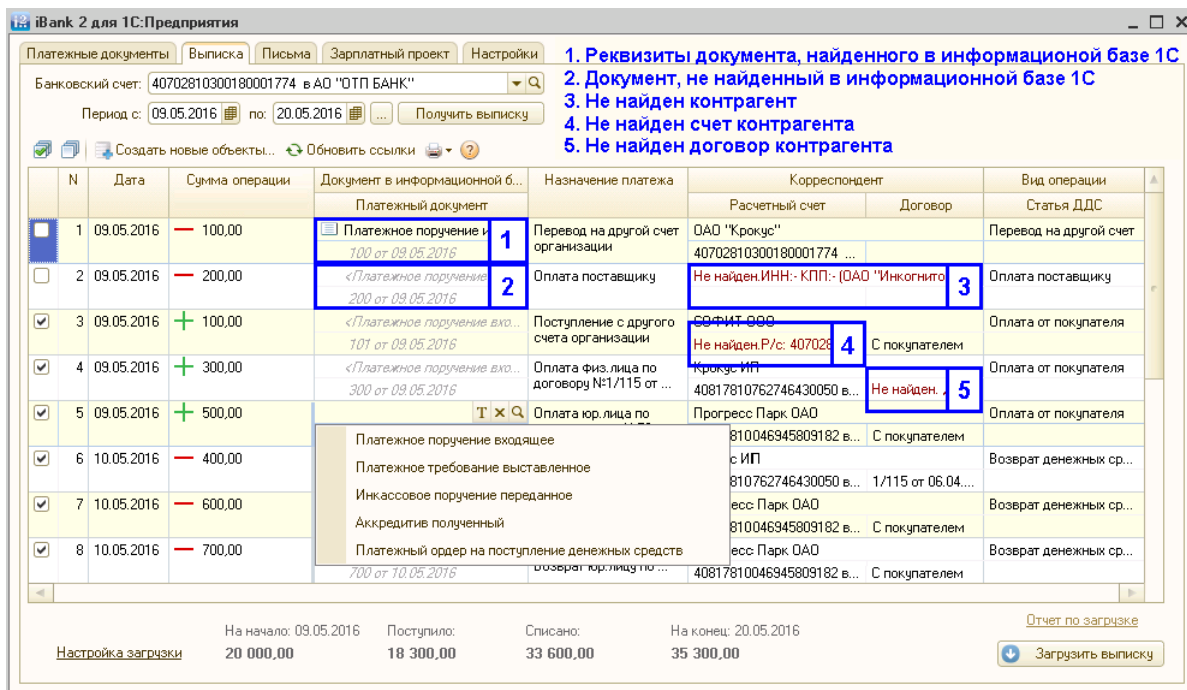 iBank 2 для 1С:Предприятия
Платежные документы Выписка Письма Зарплатный проект Настройки
1. Реквизиты документа, найденного в информационой базе 1С
2. Документ, не найденный в информационной базе 1С
3. Не найден контрагент
4. Не найден счет контрагента
5. Не найден договор контрагента
Банковский счет: 40702810300180001774 в АО "ОТП БАНК"
Период с: 09.05.2016 по: 20.05.2016 ... Получить выписку
Создать новые объекты... Обновить ссылки
N Дата Сумма операции Документ в информационной б... Назначение платежа Корреспондент Вид операции
Платежный документ Расчетный счет Договор Статья ДДС
1 09.05.2016 — 100,00 Платежное поручение и 1 Перевод на другой счет ОАО "Крокус" Перевод на другой счет
100 от 09.05.2016 организации 40702810300180001774 ...
2 09.05.2016 — 200,00 <Платежное поручение 2 Оплата поставщику Не найден.ИНН:- КПП:- (ОАО "Инкогнито 3 Оплата поставщику
200 от 09.05.2016
3 09.05.2016 + 100,00 <Платежное поручение вхо... Поступление с другого СОФИТ ООО Оплата от покупателя
101 от 09.05.2016 счета организации Не найден.Р/с: 407028 4 С покупателем
4 09.05.2016 + 300,00 <Платежное поручение вхо... Оплата Физ.лица по Крокус ИП Оплата от покупателя
300 от 09.05.2016 договору №1/115 от ... 40817810762746430050 в... Не найден. 5
5 09.05.2016 + 500,00 T Оплата юр.лица по Прогресс Парк ОАО Оплата от покупателя
810046945809182 в... С покупателем
Платежное поручение входящее
Платежное требование выставленное
Инкассовое поручение переданное
Аккредитив полученный
Платежный ордер на поступление денежных средств
6 10.05.2016 — 400,00 с ИП Возврат денежных ср...
810762746430050 в... 1/115 от 06.04....
7 10.05.2016 — 600,00 есс Парк ОАО Возврат денежных ср...
810046945809182 в... С покупателем
8 10.05.2016 — 700,00 есс Парк ОАО Возврат денежных ср...
700 от 10.05.2016 Возврат юр.лицу по ... 40817810046945809182 в... С покупателем
На начало: 09.05.2016 Поступило: Списано: На конец: 20.05.2016 Отчет по загрузке
Настройка загрузки 20 000,00 18 300,00 33 600,00 35 300,00 Загрузить выписку